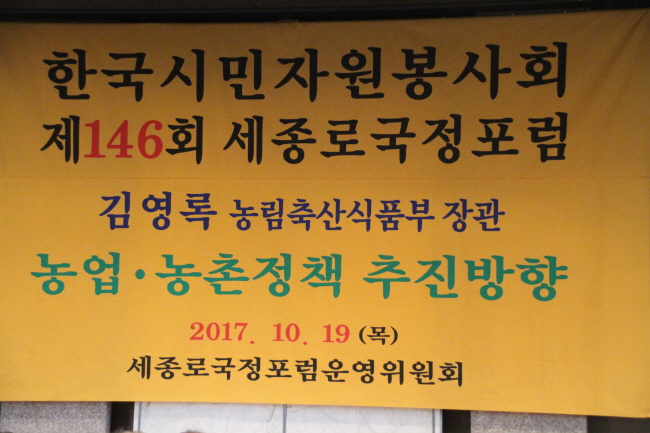 한국시민자원봉사회
제146회 세종로국정포럼
김영록 농림축산식품부 장관
농업·농촌정책 추진방향
2017. 10. 19 (목)
세종로국정포럼운영위원회